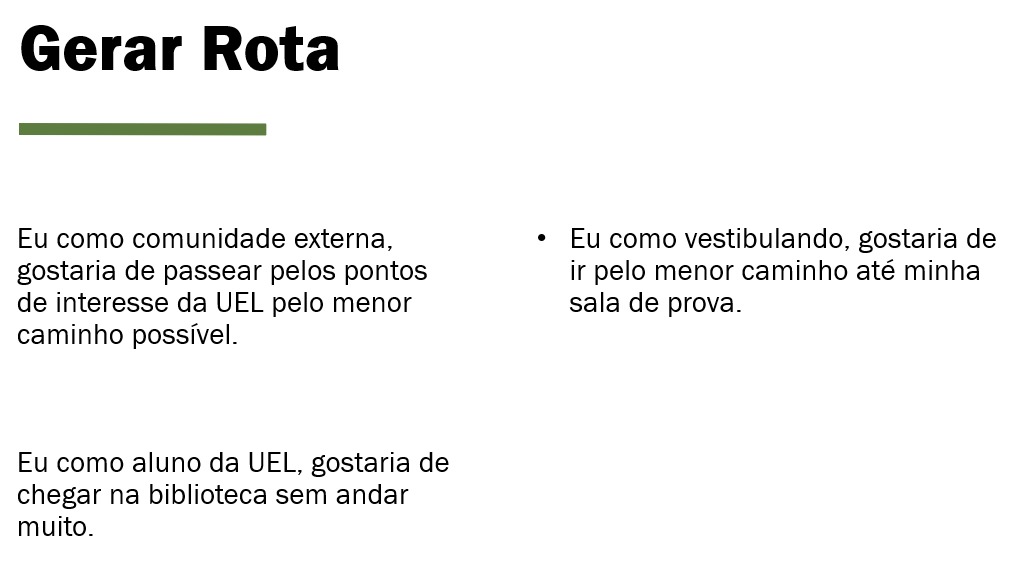 Gerar Rota
Eu como comunidade externa,
gostaria de passear pelos pontos
de interesse da UEL pelo menor
caminho possível.
Eu como aluno da UEL, gostaria de
chegar na biblioteca sem andar
muito.
• Eu como vestibulando, gostaria de
ir pelo menor caminho até minha
sala de prova.